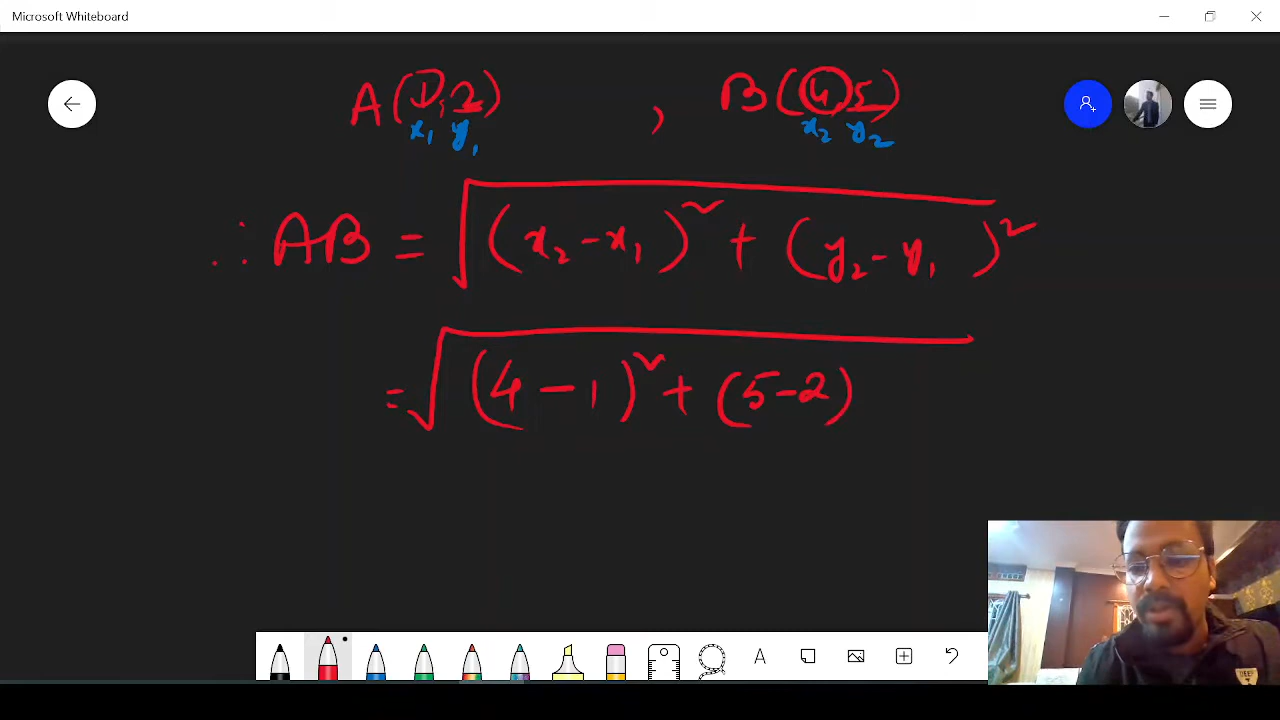 Microsoft Whiteboard
A(1, 2) , B(4, 5)
x₁ y₁ x₂ y₂
∴ AB = √((x₂ - x₁)² + (y₂ - y₁)²)
= √((4 - 1)² + (5 - 2)
A